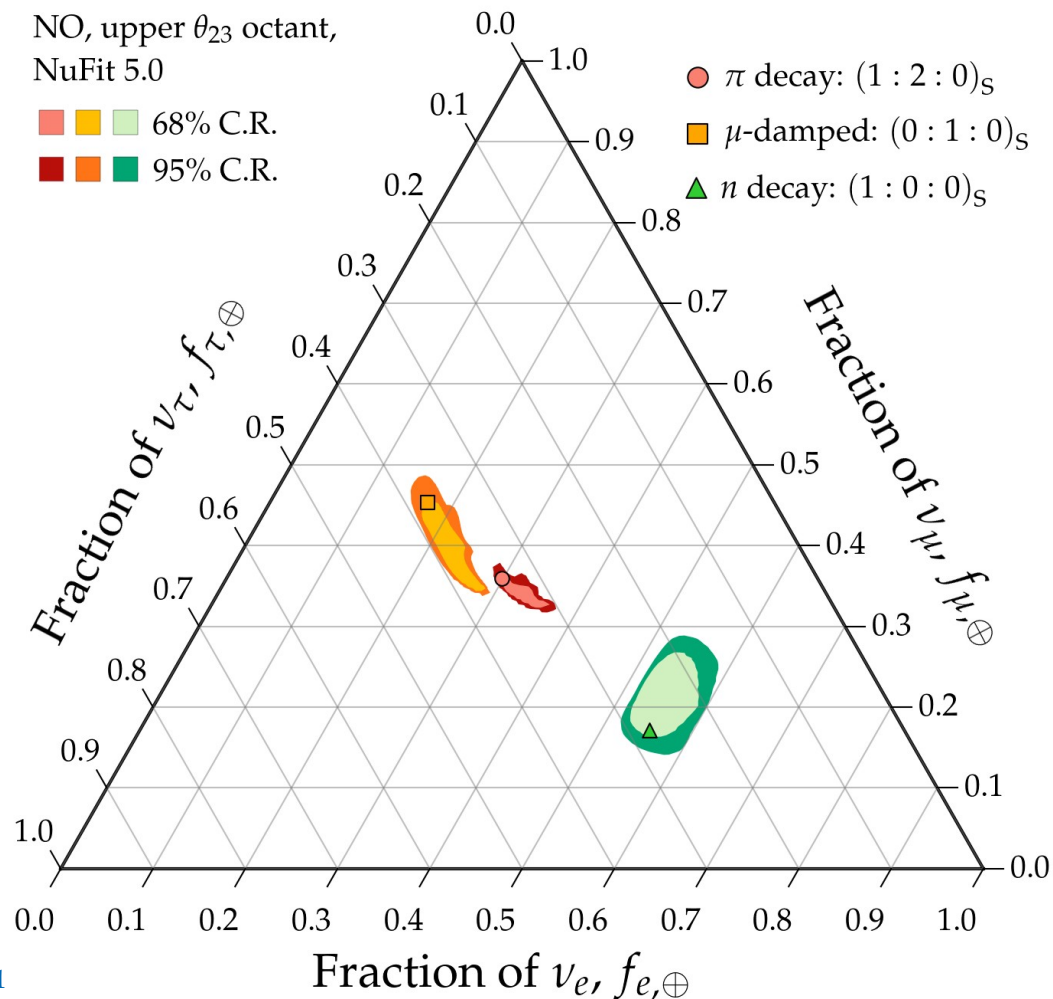 NO, upper θ₂₃ octant,
NuFit 5.0
68% C.R.
95% C.R.
π decay: (1 : 2 : 0)S
μ-damped: (0 : 1 : 0)S
n decay: (1 : 0 : 0)S
0.0
0.1
0.2
0.3
0.4
0.5
0.6
0.7
0.8
0.9
1.0
Fraction of ντ, fτ,⊕
1.0
0.9
0.8
0.7
0.6
0.5
0.4
0.3
0.2
0.1
0.0
Fraction of νμ, fμ,⊕
0.0 0.1 0.2 0.3 0.4 0.5 0.6 0.7 0.8 0.9 1.0
Fraction of νe, fe,⊕